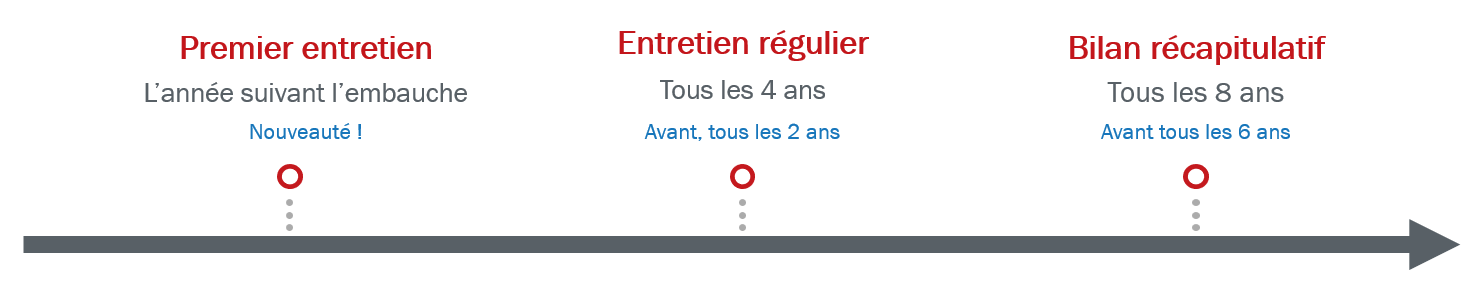 Premier entretien
L’année suivant l’embauche
Nouveauté !
Entretien régulier
Tous les 4 ans
Avant, tous les 2 ans
Bilan récapitulatif
Tous les 8 ans
Avant tous les 6 ans